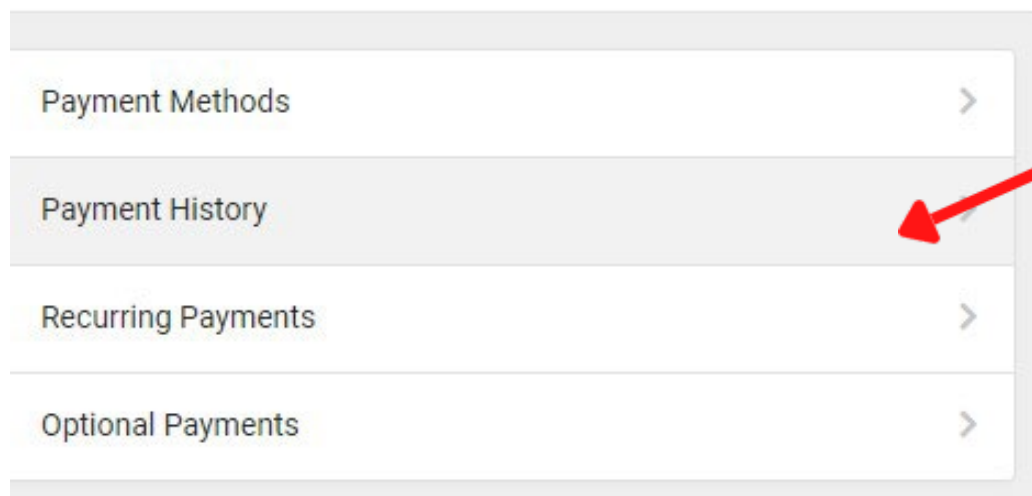 Payment Methods
Payment History
Recurring Payments
Optional Payments